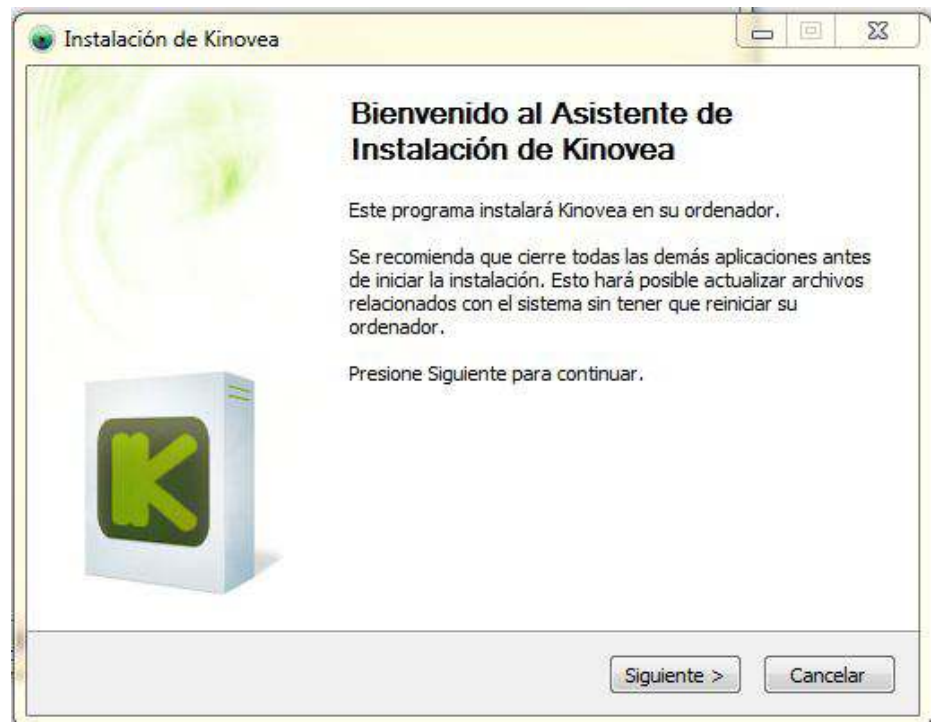 Instalación de Kinovea
Bienvenido al Asistente de
Instalación de Kinovea
Este programa instalará Kinovea en su ordenador.
Se recomienda que cierre todas las demás aplicaciones antes
de iniciar la instalación. Esto hará posible actualizar archivos
relacionados con el sistema sin tener que reiniciar su
ordenador.
Presione Siguiente para continuar.
K
Siguiente >
Cancelar